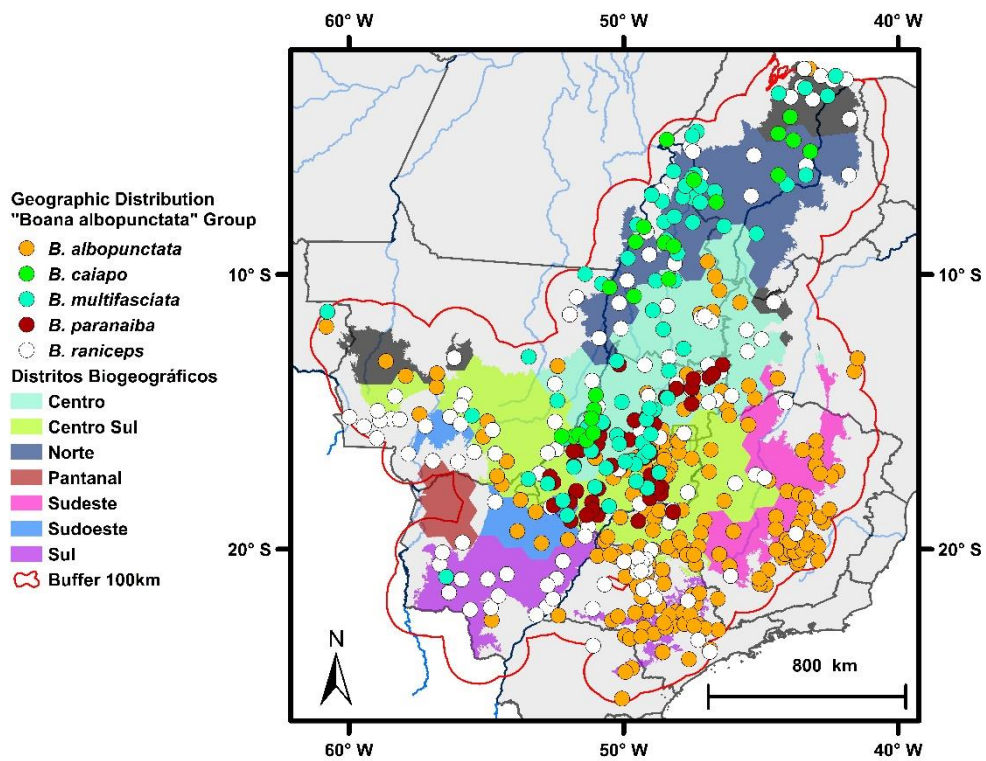 60° W 50° W 40° W
Geographic Distribution
"Boana albopunctata" Group
B. albopunctata
B. caiapo
B. multifasciata
B. paranaiba
B. raniceps
Distritos Biogeográficos
Centro
Centro Sul
Norte
Pantanal
Sudeste
Sudoeste
Sul
Buffer 100km
10° S 10° S
20° S 20° S
N
800 km
60° W 50° W 40° W